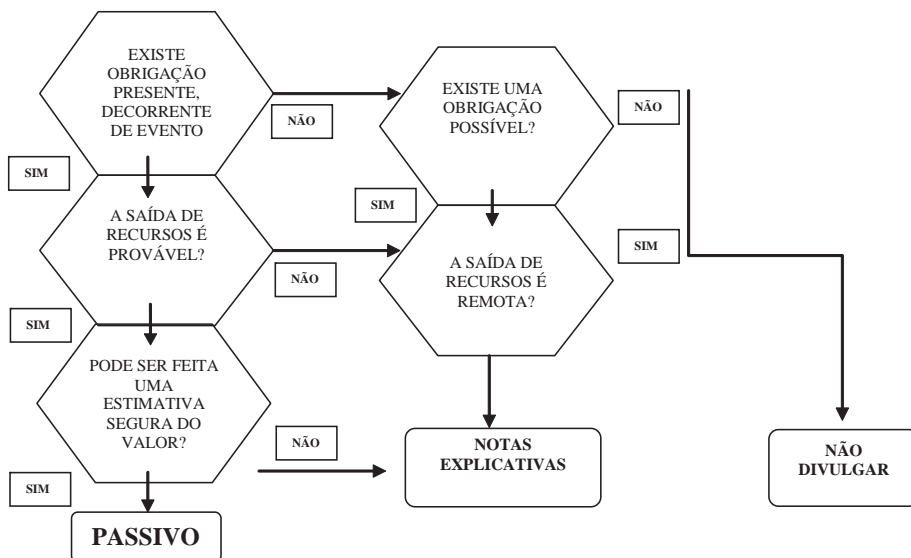 EXISTE
OBRIGAÇÃO
PRESENTE,
DECORRENTE
DE EVENTO
NÃO
EXISTE UMA
OBRIGAÇÃO
POSSÍVEL?
NÃO
SIM
A SAÍDA DE
RECURSOS É
PROVÁVEL?
NÃO
SIM
A SAÍDA DE
RECURSOS É
REMOTA?
SIM
SIM
PODE SER FEITA
UMA
ESTIMATIVA
SEGURA DO
VALOR?
NÃO
NOTAS
EXPLICATIVAS
NÃO
DIVULGAR
SIM
PASSIVO